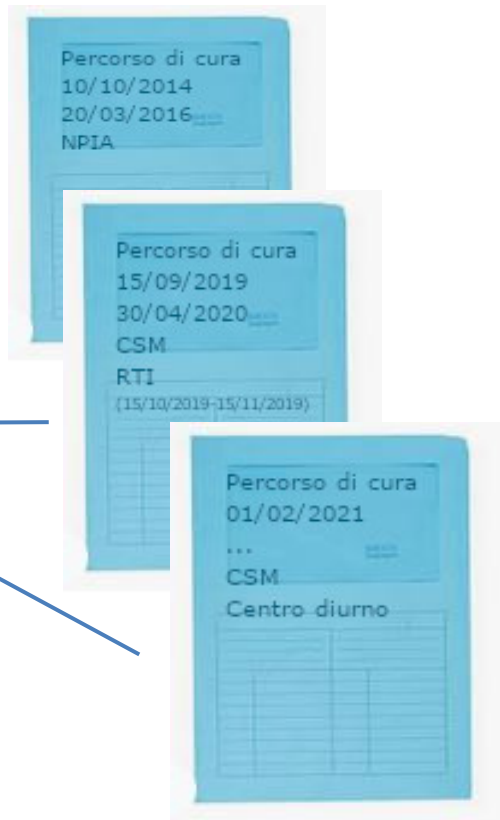 Percorso di cura
10/10/2014
20/03/2016
NPIA
Percorso di cura
15/09/2019
30/04/2020
CSM
RTI
(15/10/2019-15/11/2019)
Percorso di cura
01/02/2021
...
CSM
Centro diurno